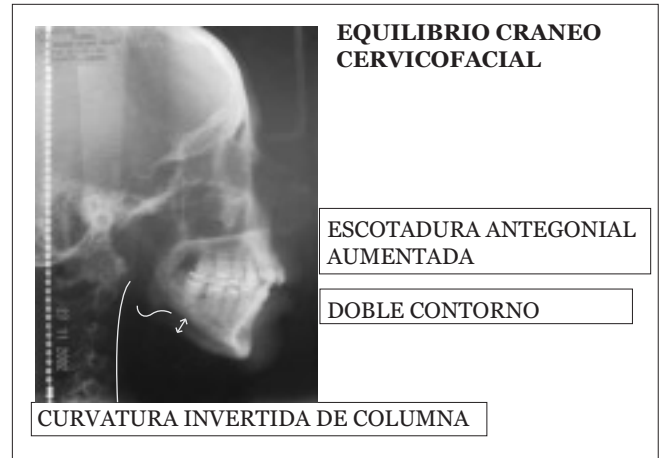 EQUILIBRIO CRANEO
CERVICOFACIAL
ESCOTADURA ANTEGONIAL
AUMENTADA
DOBLE CONTORNO
CURVATURA INVERTIDA DE COLUMNA